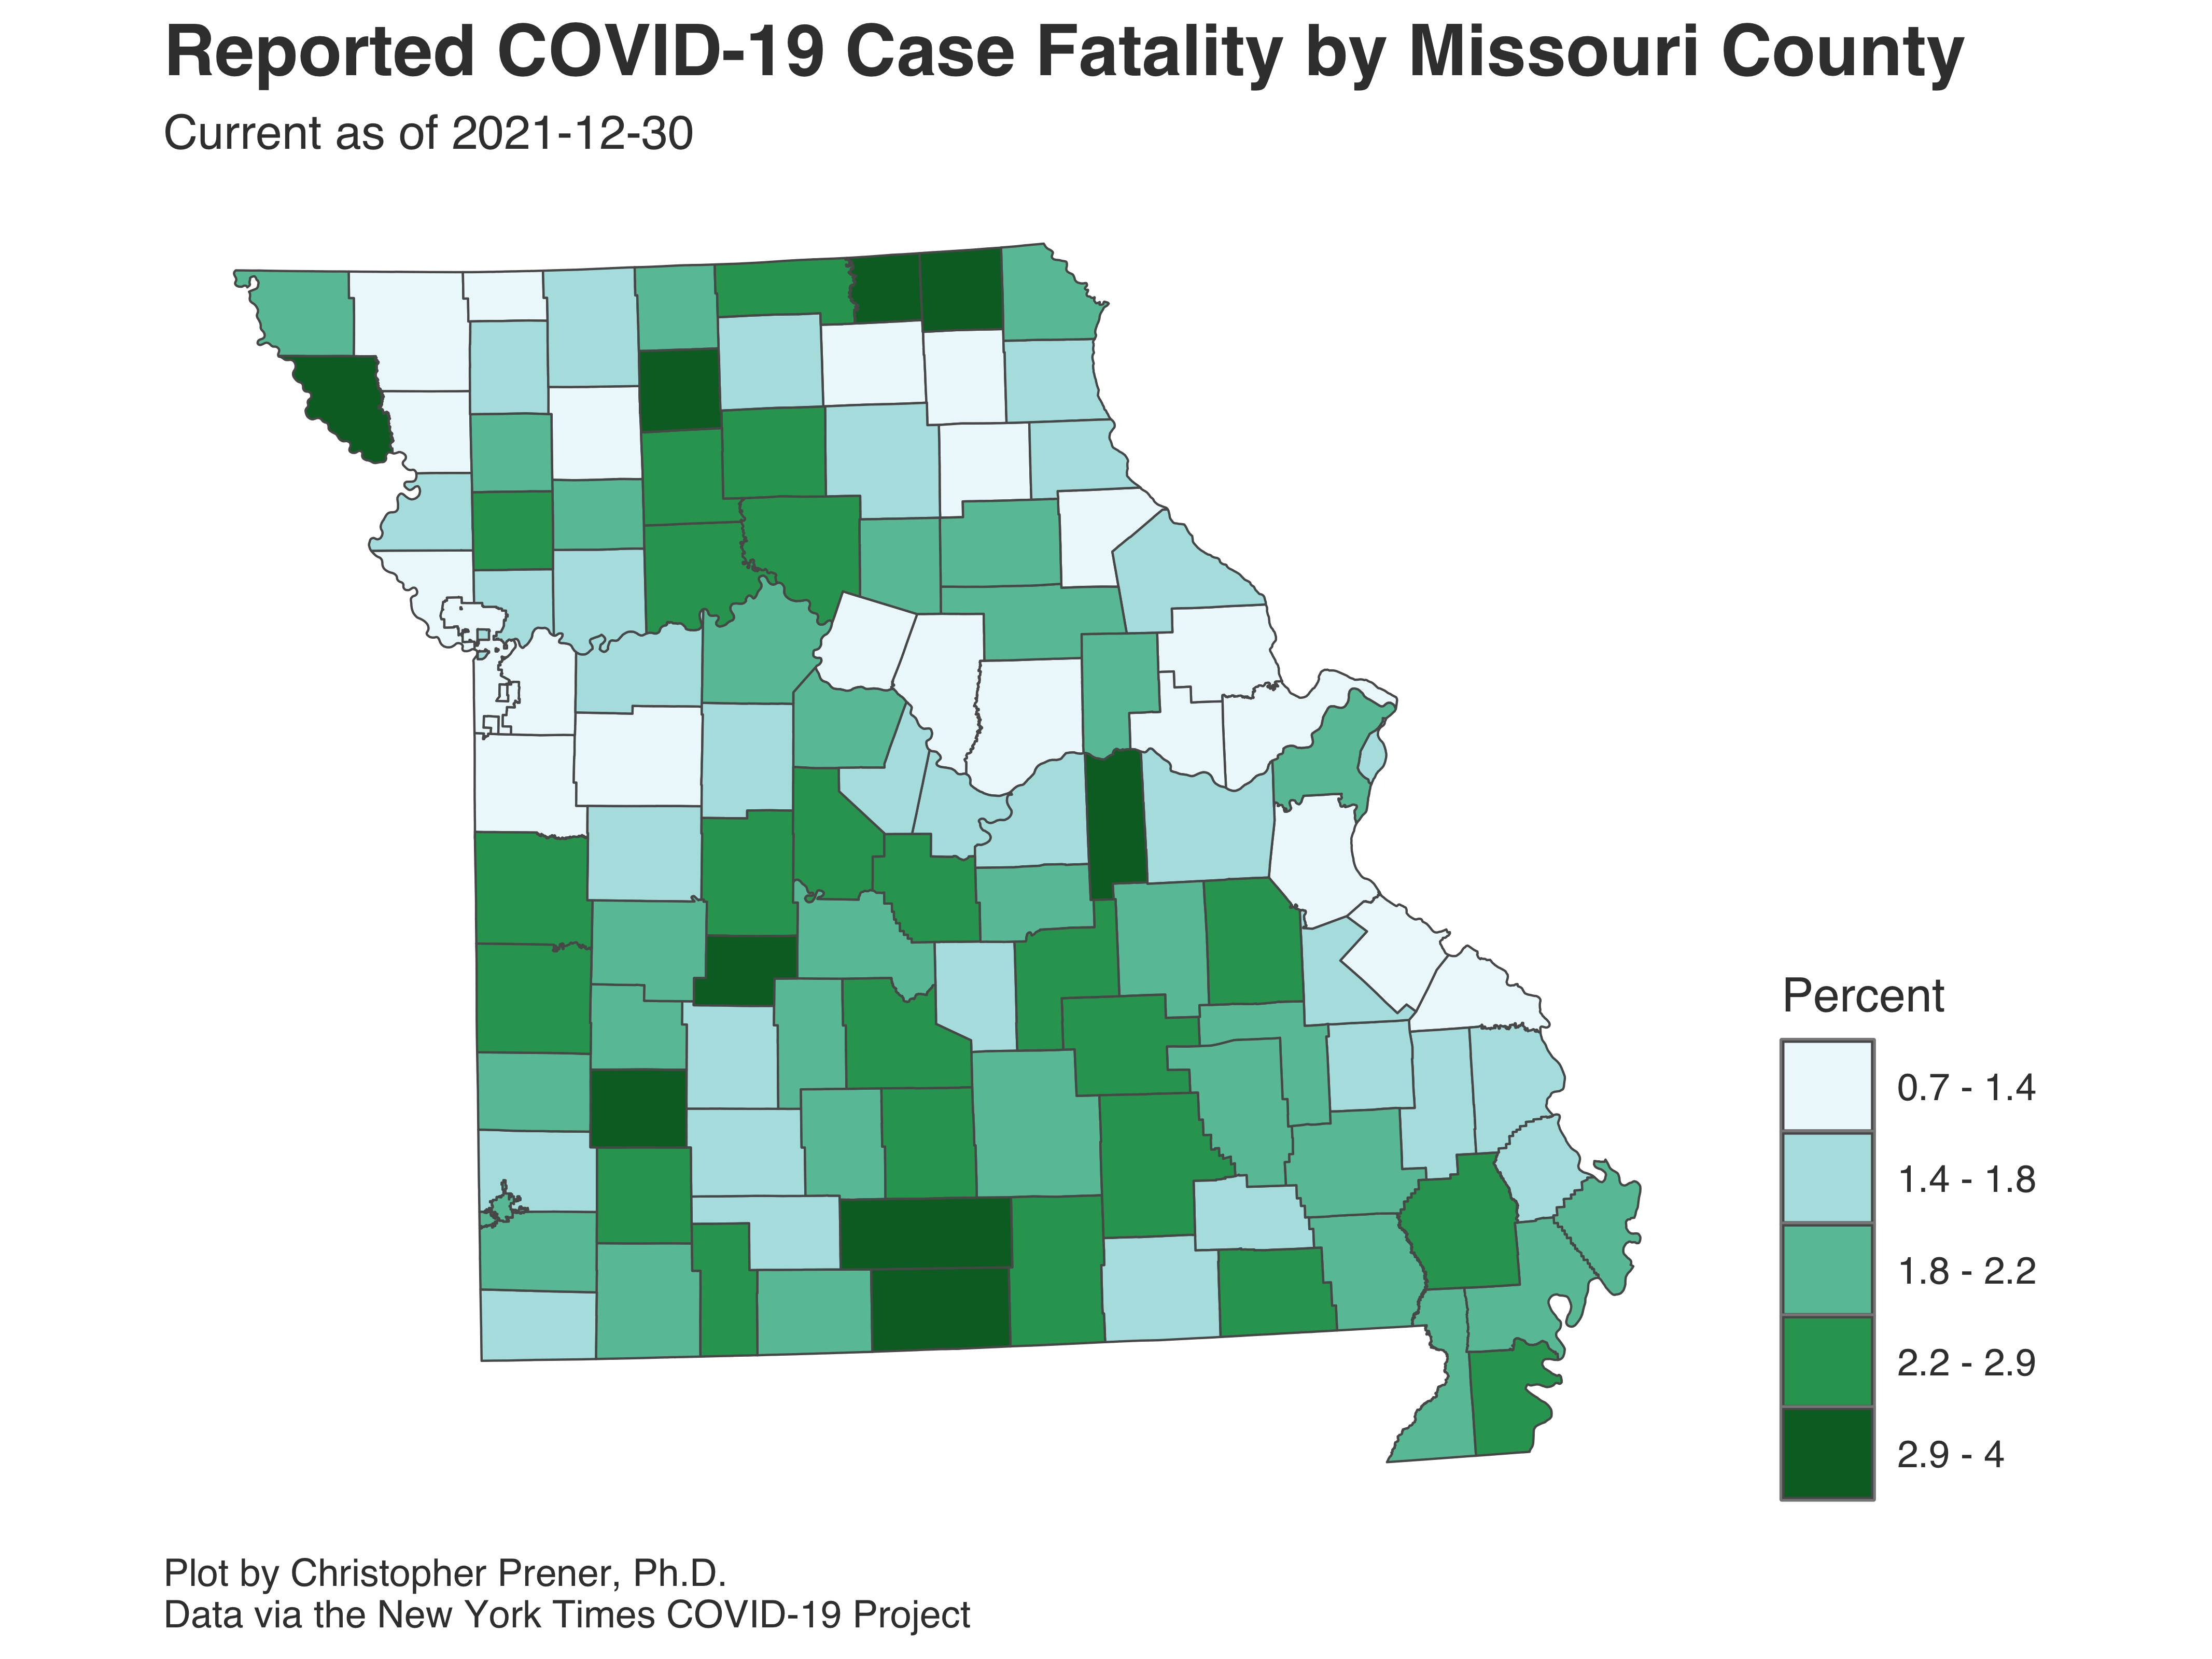 Reported COVID-19 Case Fatality by Missouri County
Current as of 2021-12-30
Percent
0.7 - 1.4
1.4 - 1.8
1.8 - 2.2
2.2 - 2.9
2.9 - 4
Plot by Christopher Prener, Ph.D.
Data via the New York Times COVID-19 Project